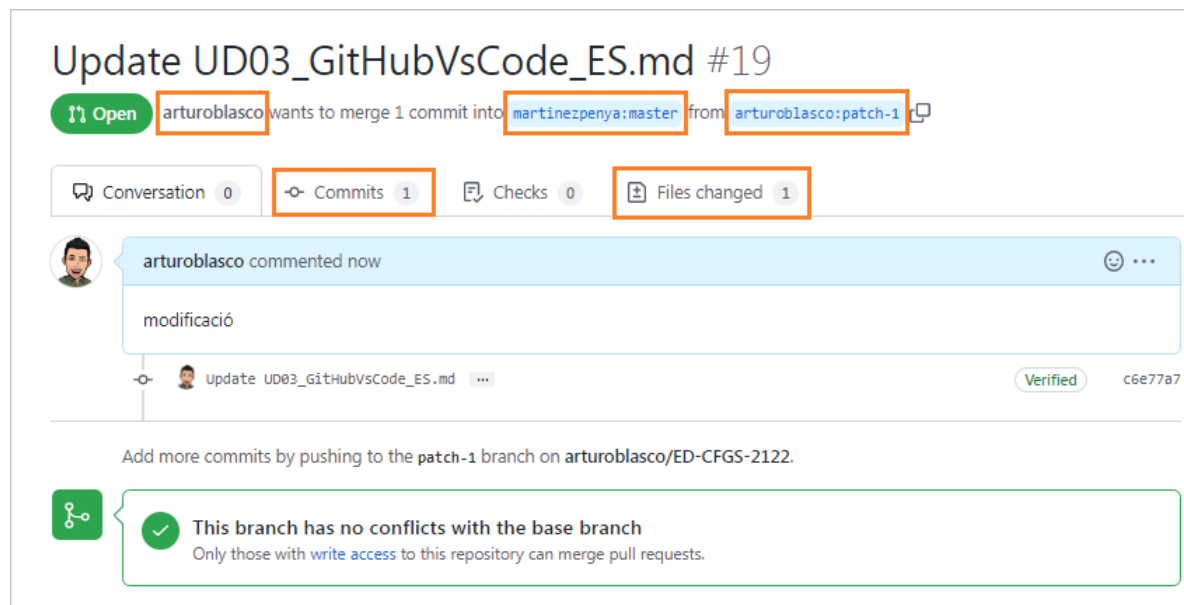 Update UD03_GitHubVsCode_ES.md #19
Open arturoblasco wants to merge 1 commit into martinezpenya:master from arturoblasco:patch-1
Conversation 0 Commits 1 Checks 0 Files changed 1
arturoblasco commented now
modificació
Update UD03_GitHubVsCode_ES.md ... Verified c6e77a7
Add more commits by pushing to the patch-1 branch on arturoblasco/ED-CFGS-2122.
This branch has no conflicts with the base branch
Only those with write access to this repository can merge pull requests.